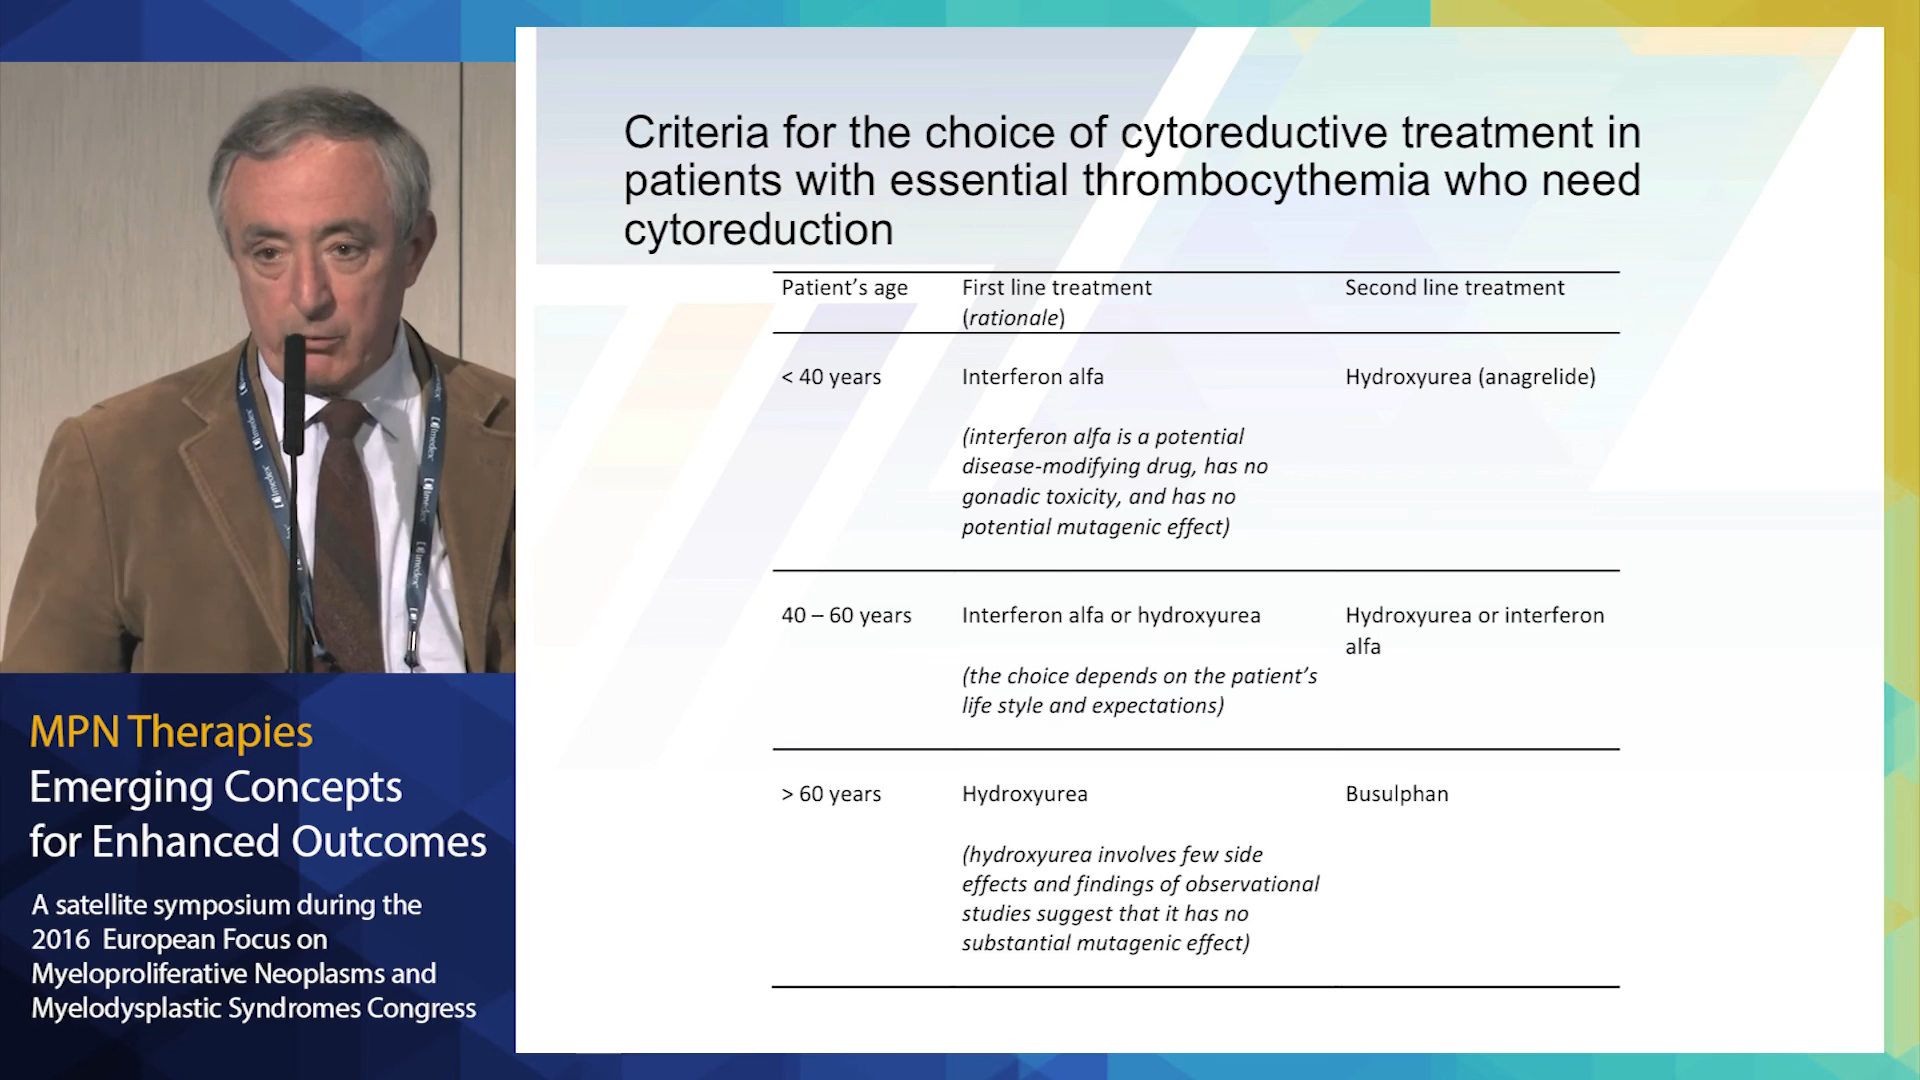 Criteria for the choice of cytoreductive treatment in
patients with essential thrombocythemia who need
cytoreduction
Patient’s age First line treatment (rationale) Second line treatment
< 40 years Interferon alfa Hydroxyurea (anagrelide)
(interferon alfa is a potential
disease-modifying drug, has no
gonadic toxicity, and has no
potential mutagenic effect)
40 – 60 years Interferon alfa or hydroxyurea Hydroxyurea or interferon alfa
(the choice depends on the patient’s
life style and expectations)
> 60 years Hydroxyurea Busulphan
(hydroxyurea involves few side
effects and findings of observational
studies suggest that it has no
substantial mutagenic effect)
MPN Therapies
Emerging Concepts
for Enhanced Outcomes
A satellite symposium during the
2016 European Focus on
Myeloproliferative Neoplasms and
Myelodysplastic Syndromes Congress
imedex
imedex
imedex
imedex
imedex